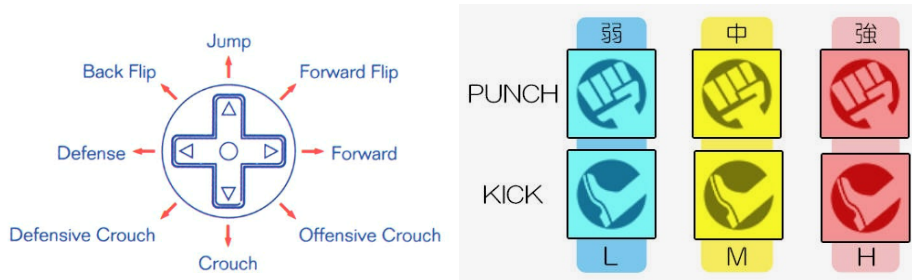 Jump
Back Flip
Forward Flip
Defense
Forward
Defensive Crouch
Offensive Crouch
Crouch
弱 中 強
PUNCH
KICK
L M H